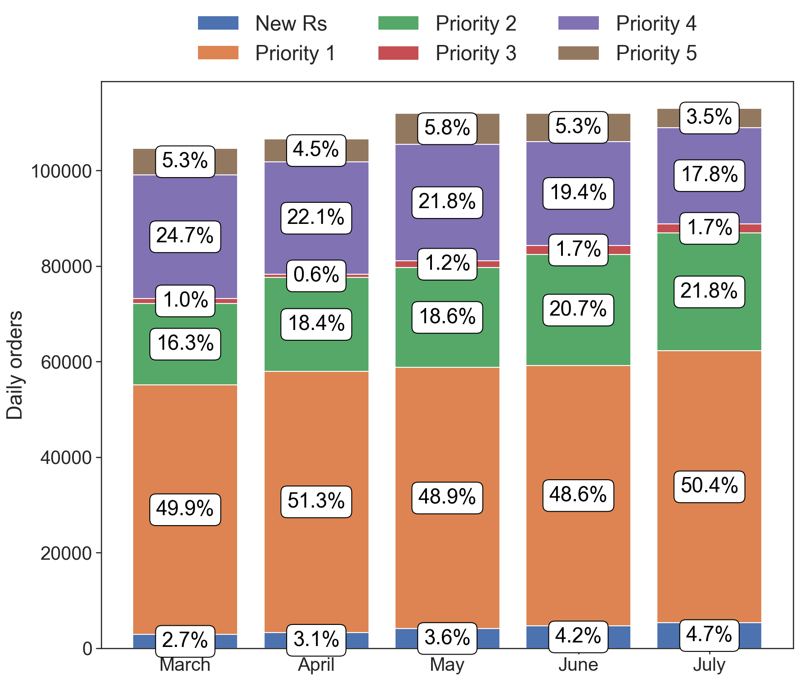 New Rs Priority 2 Priority 4
Priority 1 Priority 3 Priority 5
Daily orders
100000
80000
60000
40000
20000
0
5.3% 4.5% 5.8% 5.3% 3.5%
24.7% 22.1% 21.8% 19.4% 17.8%
1.0% 0.6% 1.2% 1.7% 1.7%
16.3% 18.4% 18.6% 20.7% 21.8%
49.9% 51.3% 48.9% 48.6% 50.4%
2.7% 3.1% 3.6% 4.2% 4.7%
March April May June July